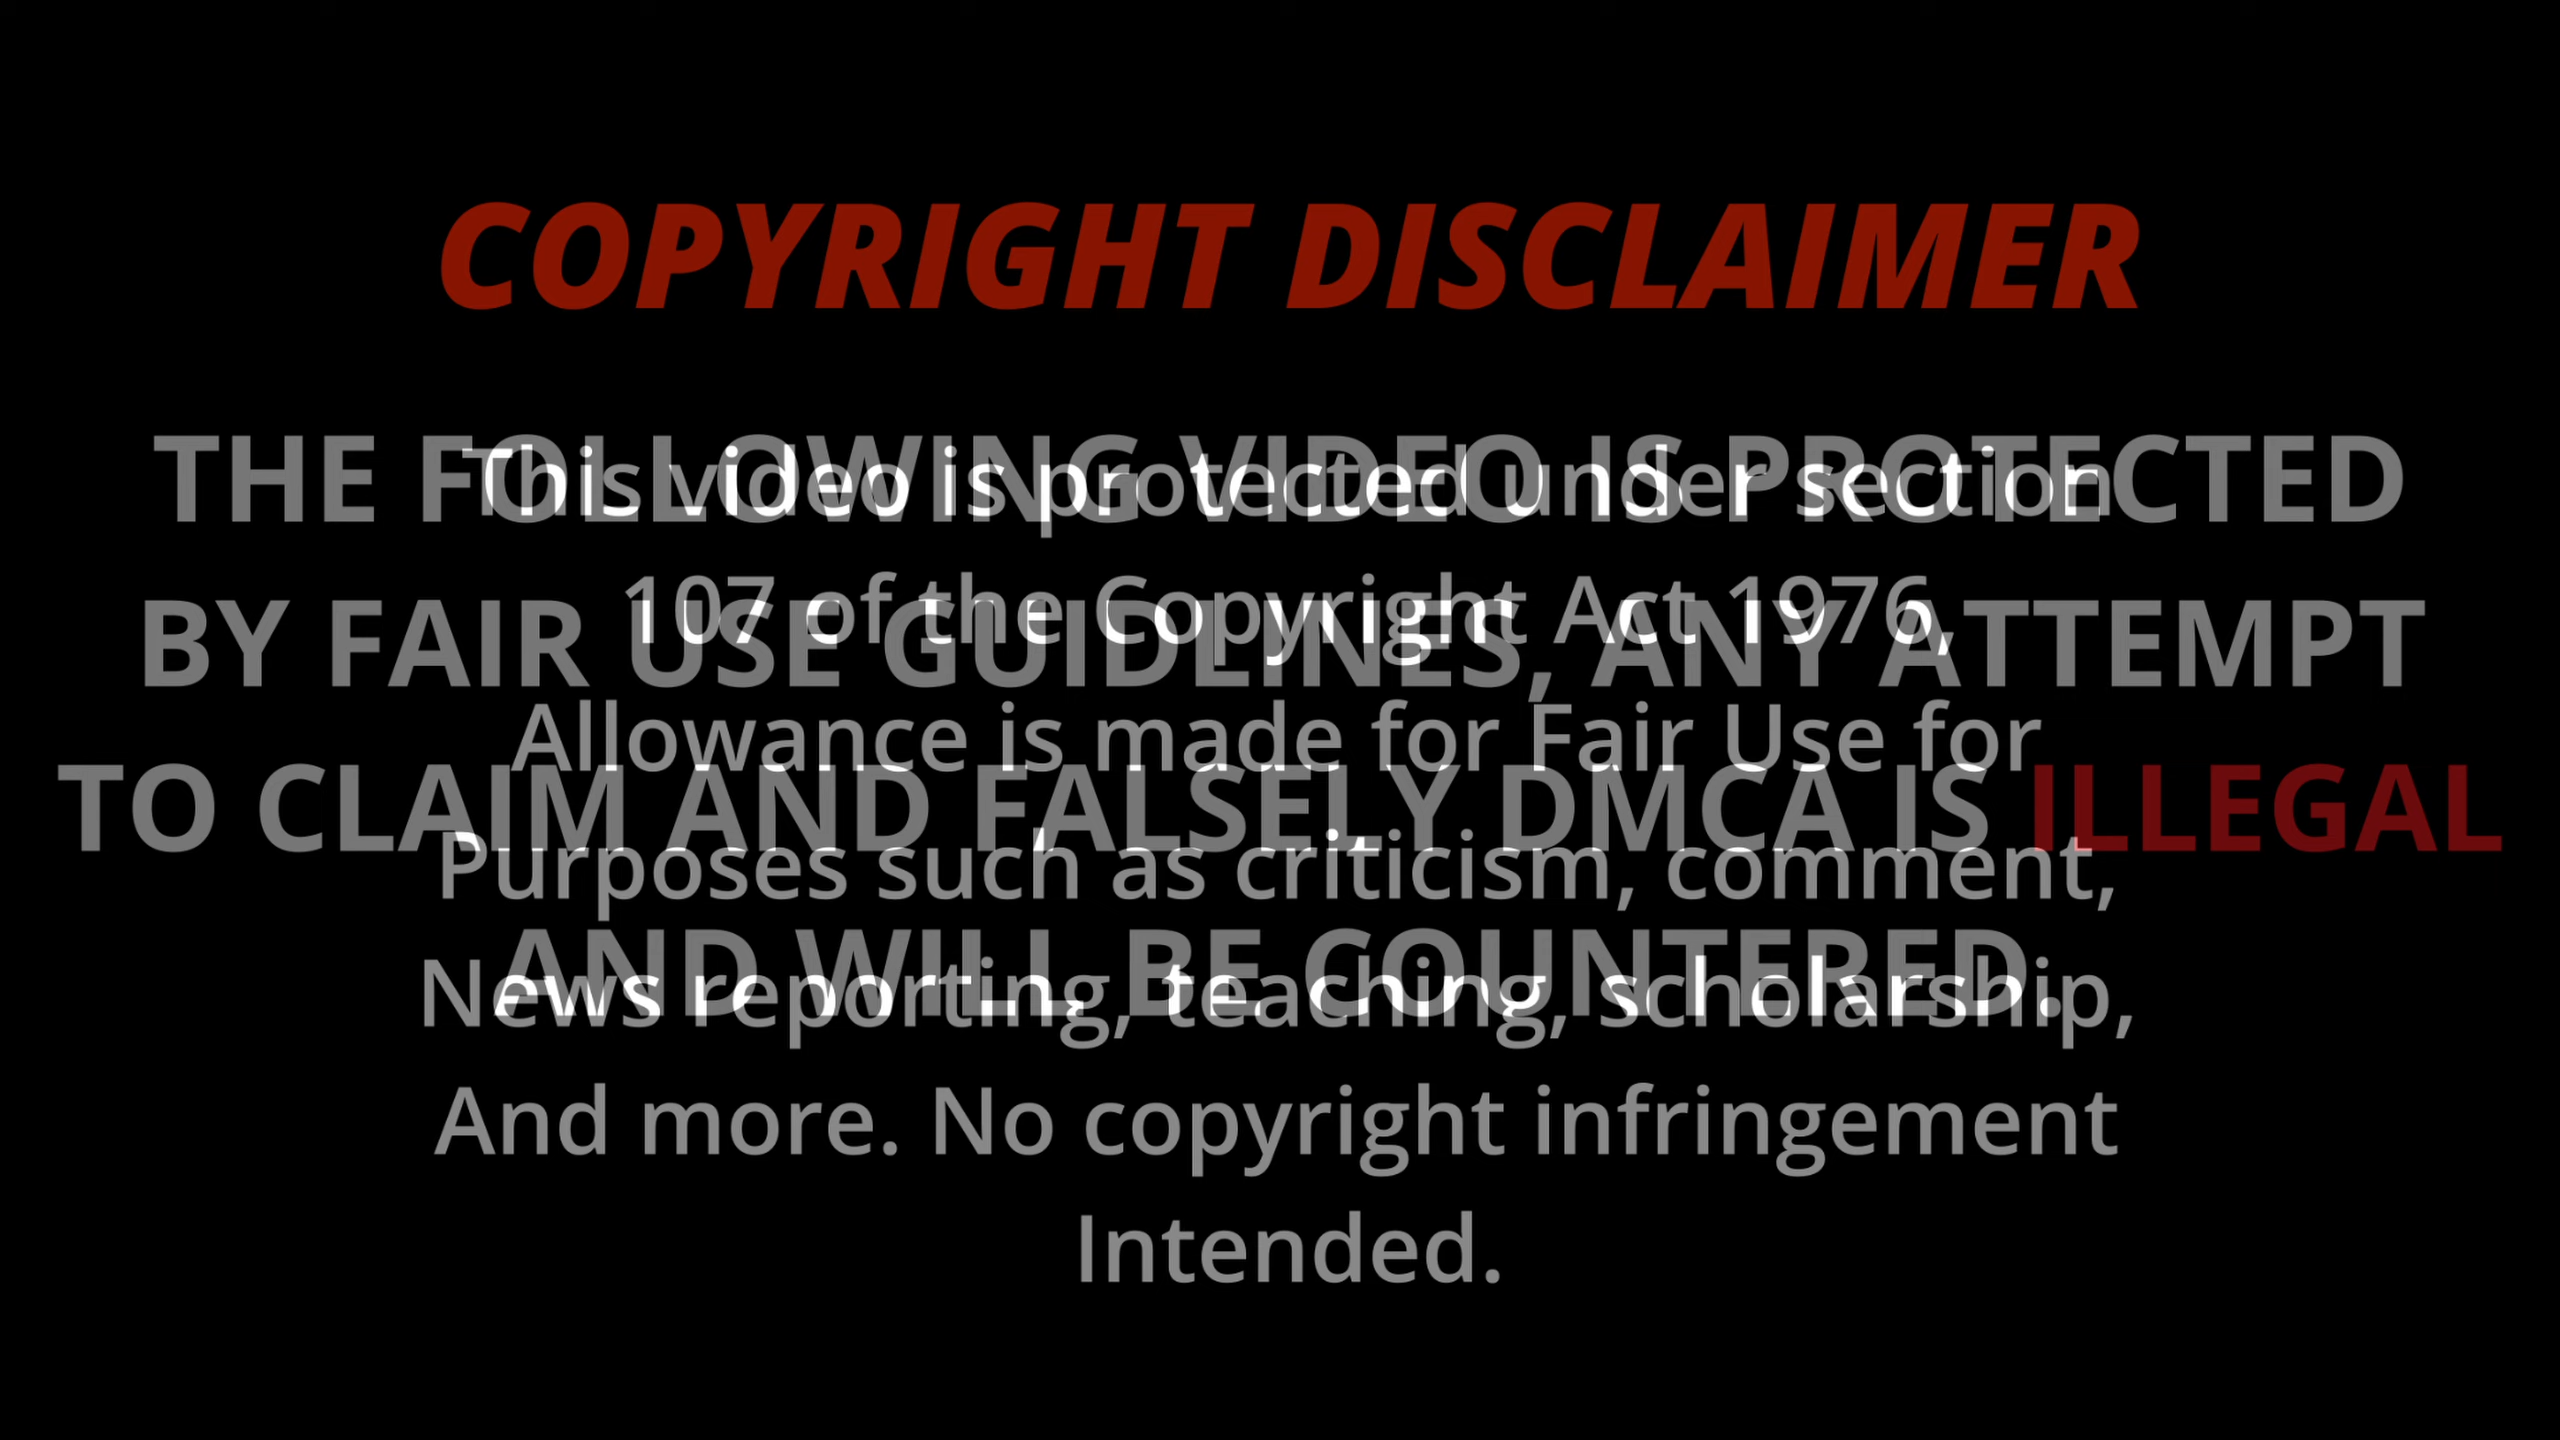 COPYRIGHT DISCLAIMER
THE FOLLOWING VIDEO IS PROTECTED
BY FAIR USE GUIDLINES, ANY ATTEMPT
TO CLAIM AND FALSELY DMCA IS ILLEGAL
AND WILL BE COUNTERED.
This video is protected under section
107 of the Copyright Act 1976,
Allowance is made for Fair Use for
Purposes such as criticism, comment,
News reporting, teaching, scholarship,
And more. No copyright infringement
Intended.